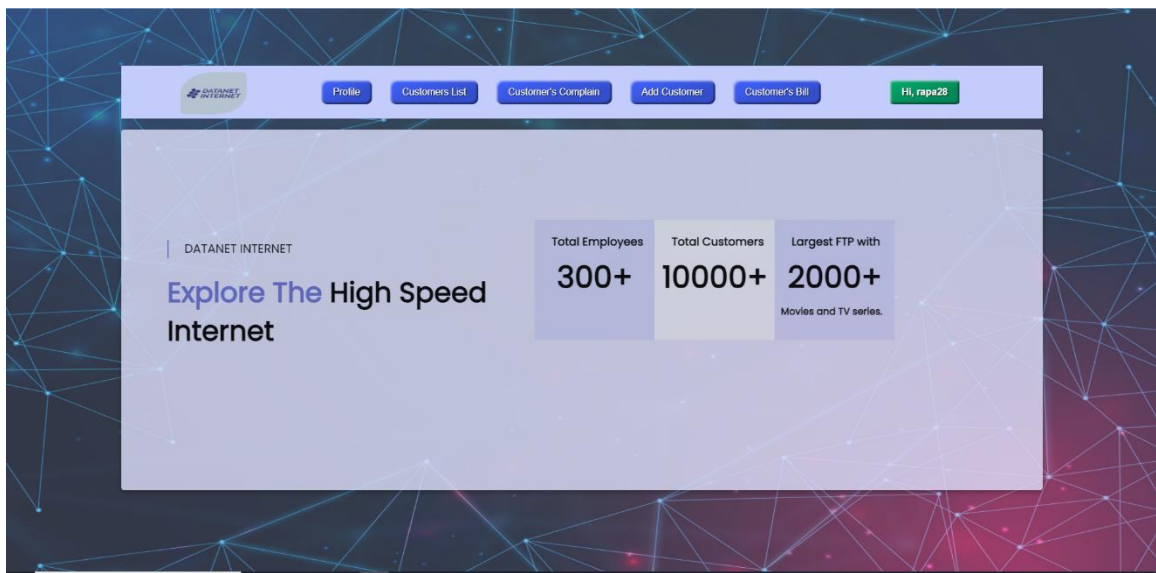 DATANET
INTERNET
Profile
Customers List
Customer's Complain
Add Customer
Customer's Bill
Hi, rapa28
DATANET INTERNET
Explore The High Speed
Internet
Total Employees
300+
Total Customers
10000+
Largest FTP with
2000+
Movies and TV series.